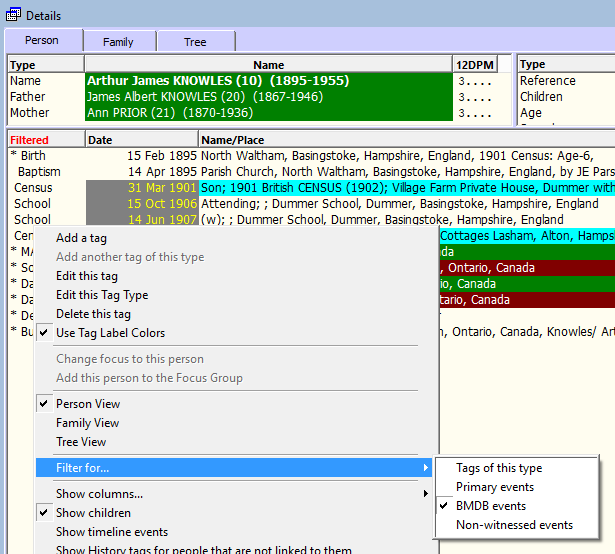 Details
Person Family Tree
Type Name 12DPM Type
Name Arthur James KNOWLES (10) (1895-1955) 3.... Reference
Father James Albert KNOWLES (20) (1867-1946) 3.... Children
Mother Ann PRIOR (21) (1870-1936) 3.... Age
Filtered Date Name/Place
* Birth 15 Feb 1895 North Waltham, Basingstoke, Hampshire, England, 1901 Census: Age-6,
Baptism 14 Apr 1895 Parish Church, North Waltham, Basingstoke, Hampshire, England, by JE Pars
Census 31 Mar 1901 Son; 1901 British CENSUS (1902); Village Farm Private House, Dummer with
School 15 Oct 1906 Attending; ; Dummer School, Dummer, Basingstoke, Hampshire, England
School 14 Jun 1907 (w); ; Dummer School, Dummer, Basingstoke, Hampshire, England
Cen Cottages Lasham, Alton, Hamps
* MA da
* So , Ontario, Canada
* Da , Ontario, Canada
* Da tario, Canada
* De
* Bu n, Ontario, Canada, Knowles/ Art
Add a tag
Add another tag of this type
Edit this tag
Edit this Tag Type
Delete this tag
Use Tag Label Colors
Change focus to this person
Add this person to the Focus Group
Person View
Family View
Tree View
Filter for...
Tags of this type
Primary events
BMDB events
Non-witnessed events
Show columns...
Show children
Show timeline events
Show History tags for people that are not linked to them